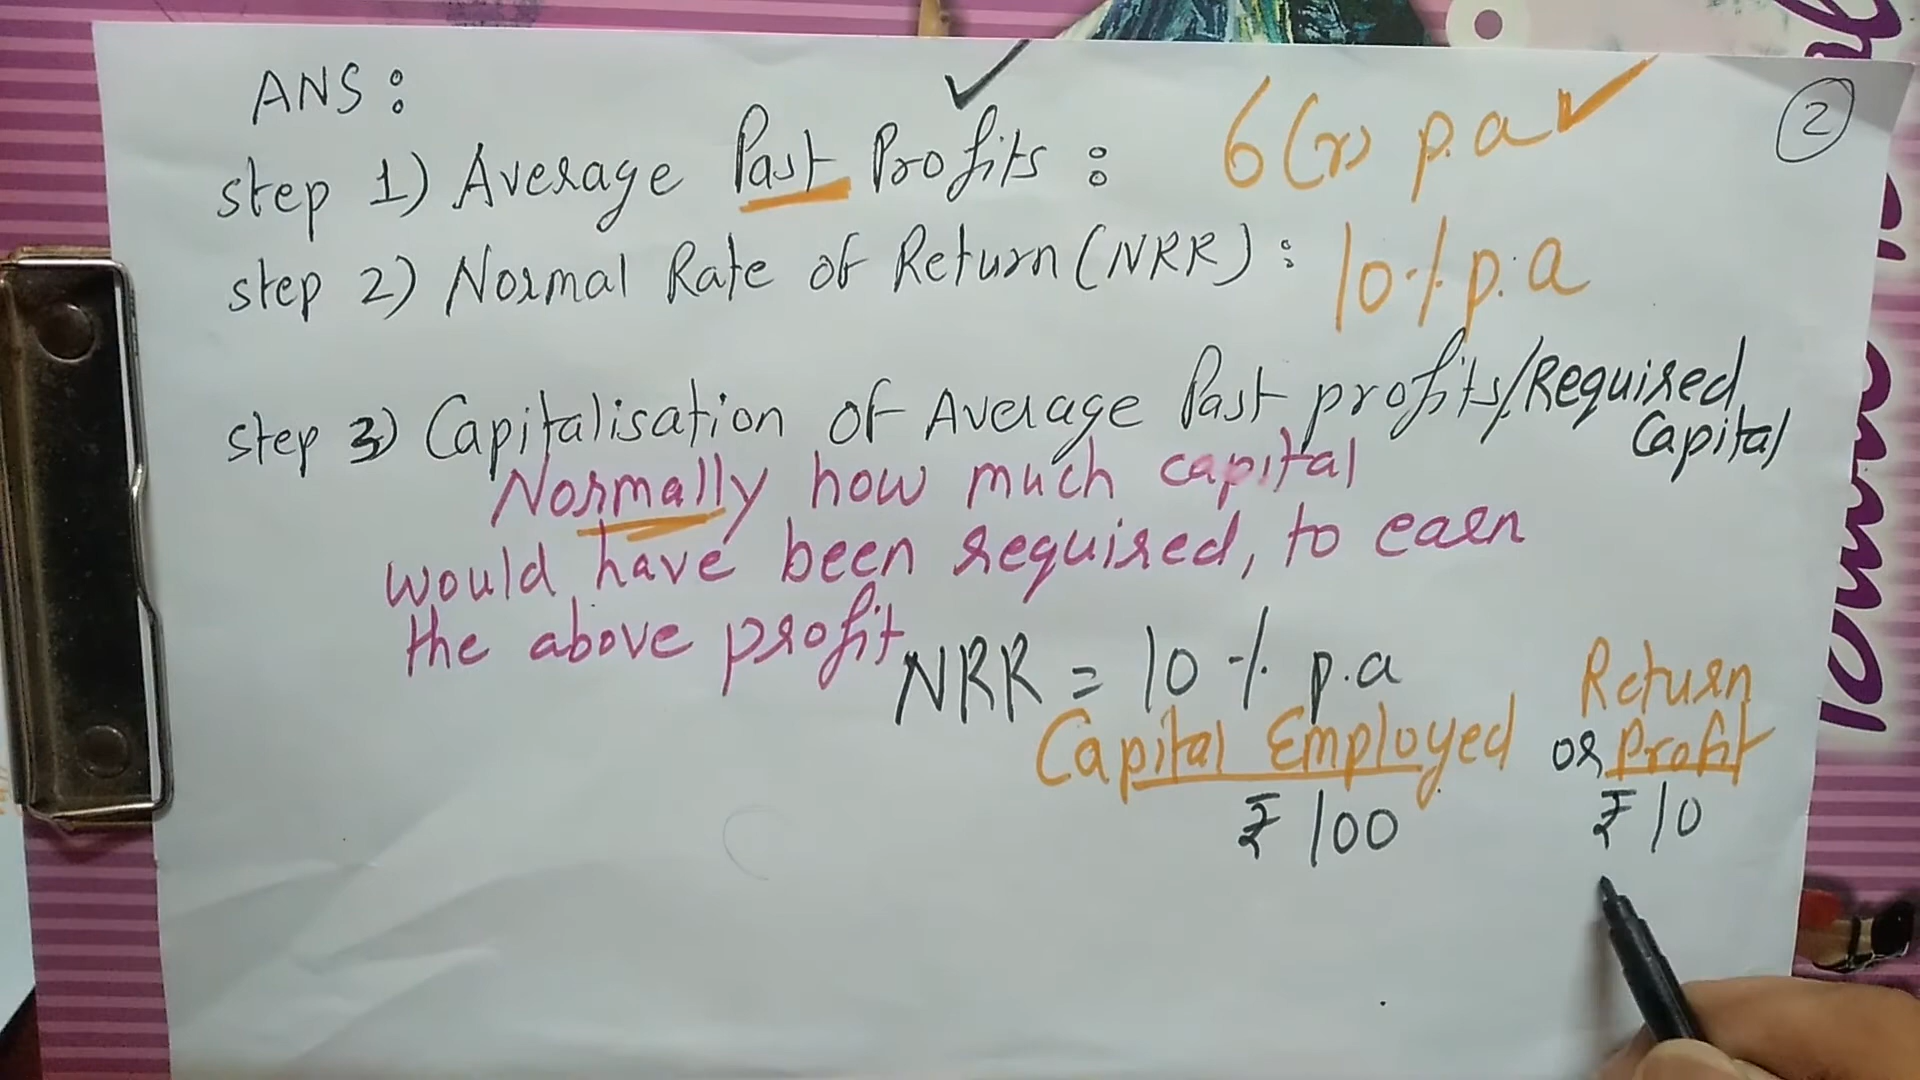 2
ANS :
step 1) Average Past Profits : 6 (r) p.a
step 2) Normal Rate of Return (NRR) : 10 % p.a
step 3) Capitalisation of Average Past profits/Required Capital
Normally how much capital
would have been required, to earn
the above profit
NRR = 10 % p.a
Capital Employed Return or Profit
₹ 100 ₹ 10